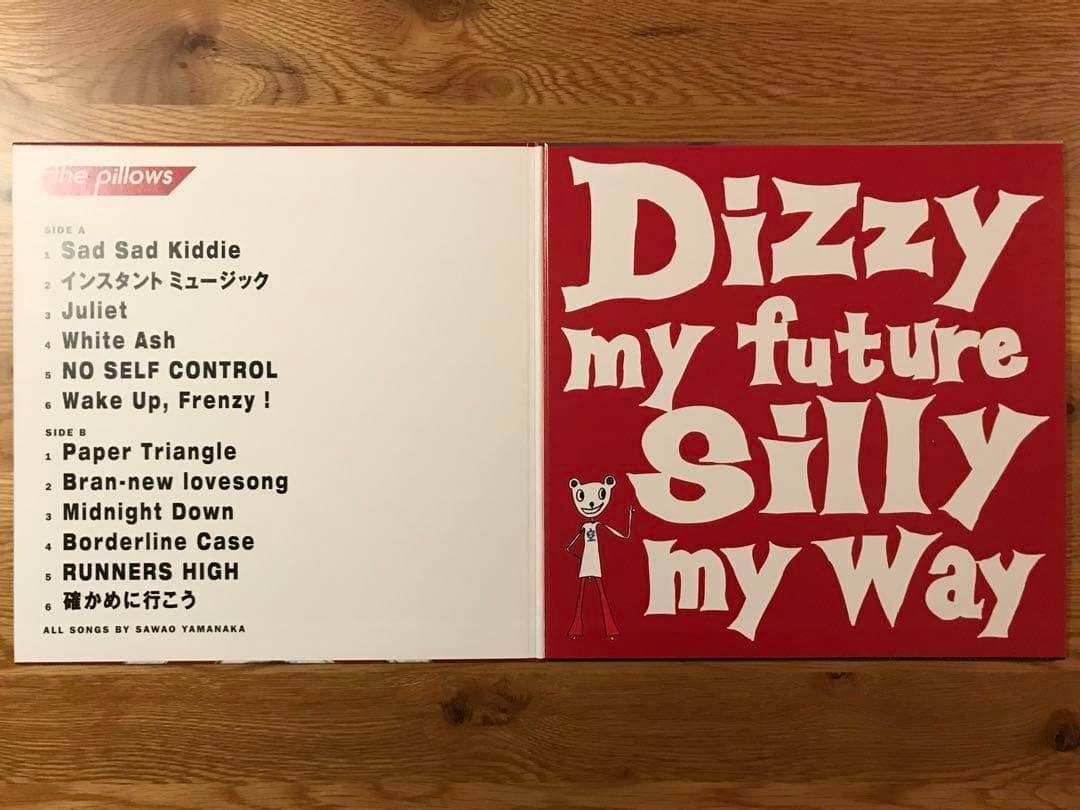 the pillows
SIDE A
1 Sad Sad Kiddie
2 インスタント ミュージック
3 Juliet
4 White Ash
5 NO SELF CONTROL
6 Wake Up, Frenzy !
SIDE B
1 Paper Triangle
2 Bran-new lovesong
3 Midnight Down
4 Borderline Case
5 RUNNERS HIGH
6 確かめに行こう
ALL SONGS BY SAWAO YAMANAKA
Dizzy
my future
Silly
my way